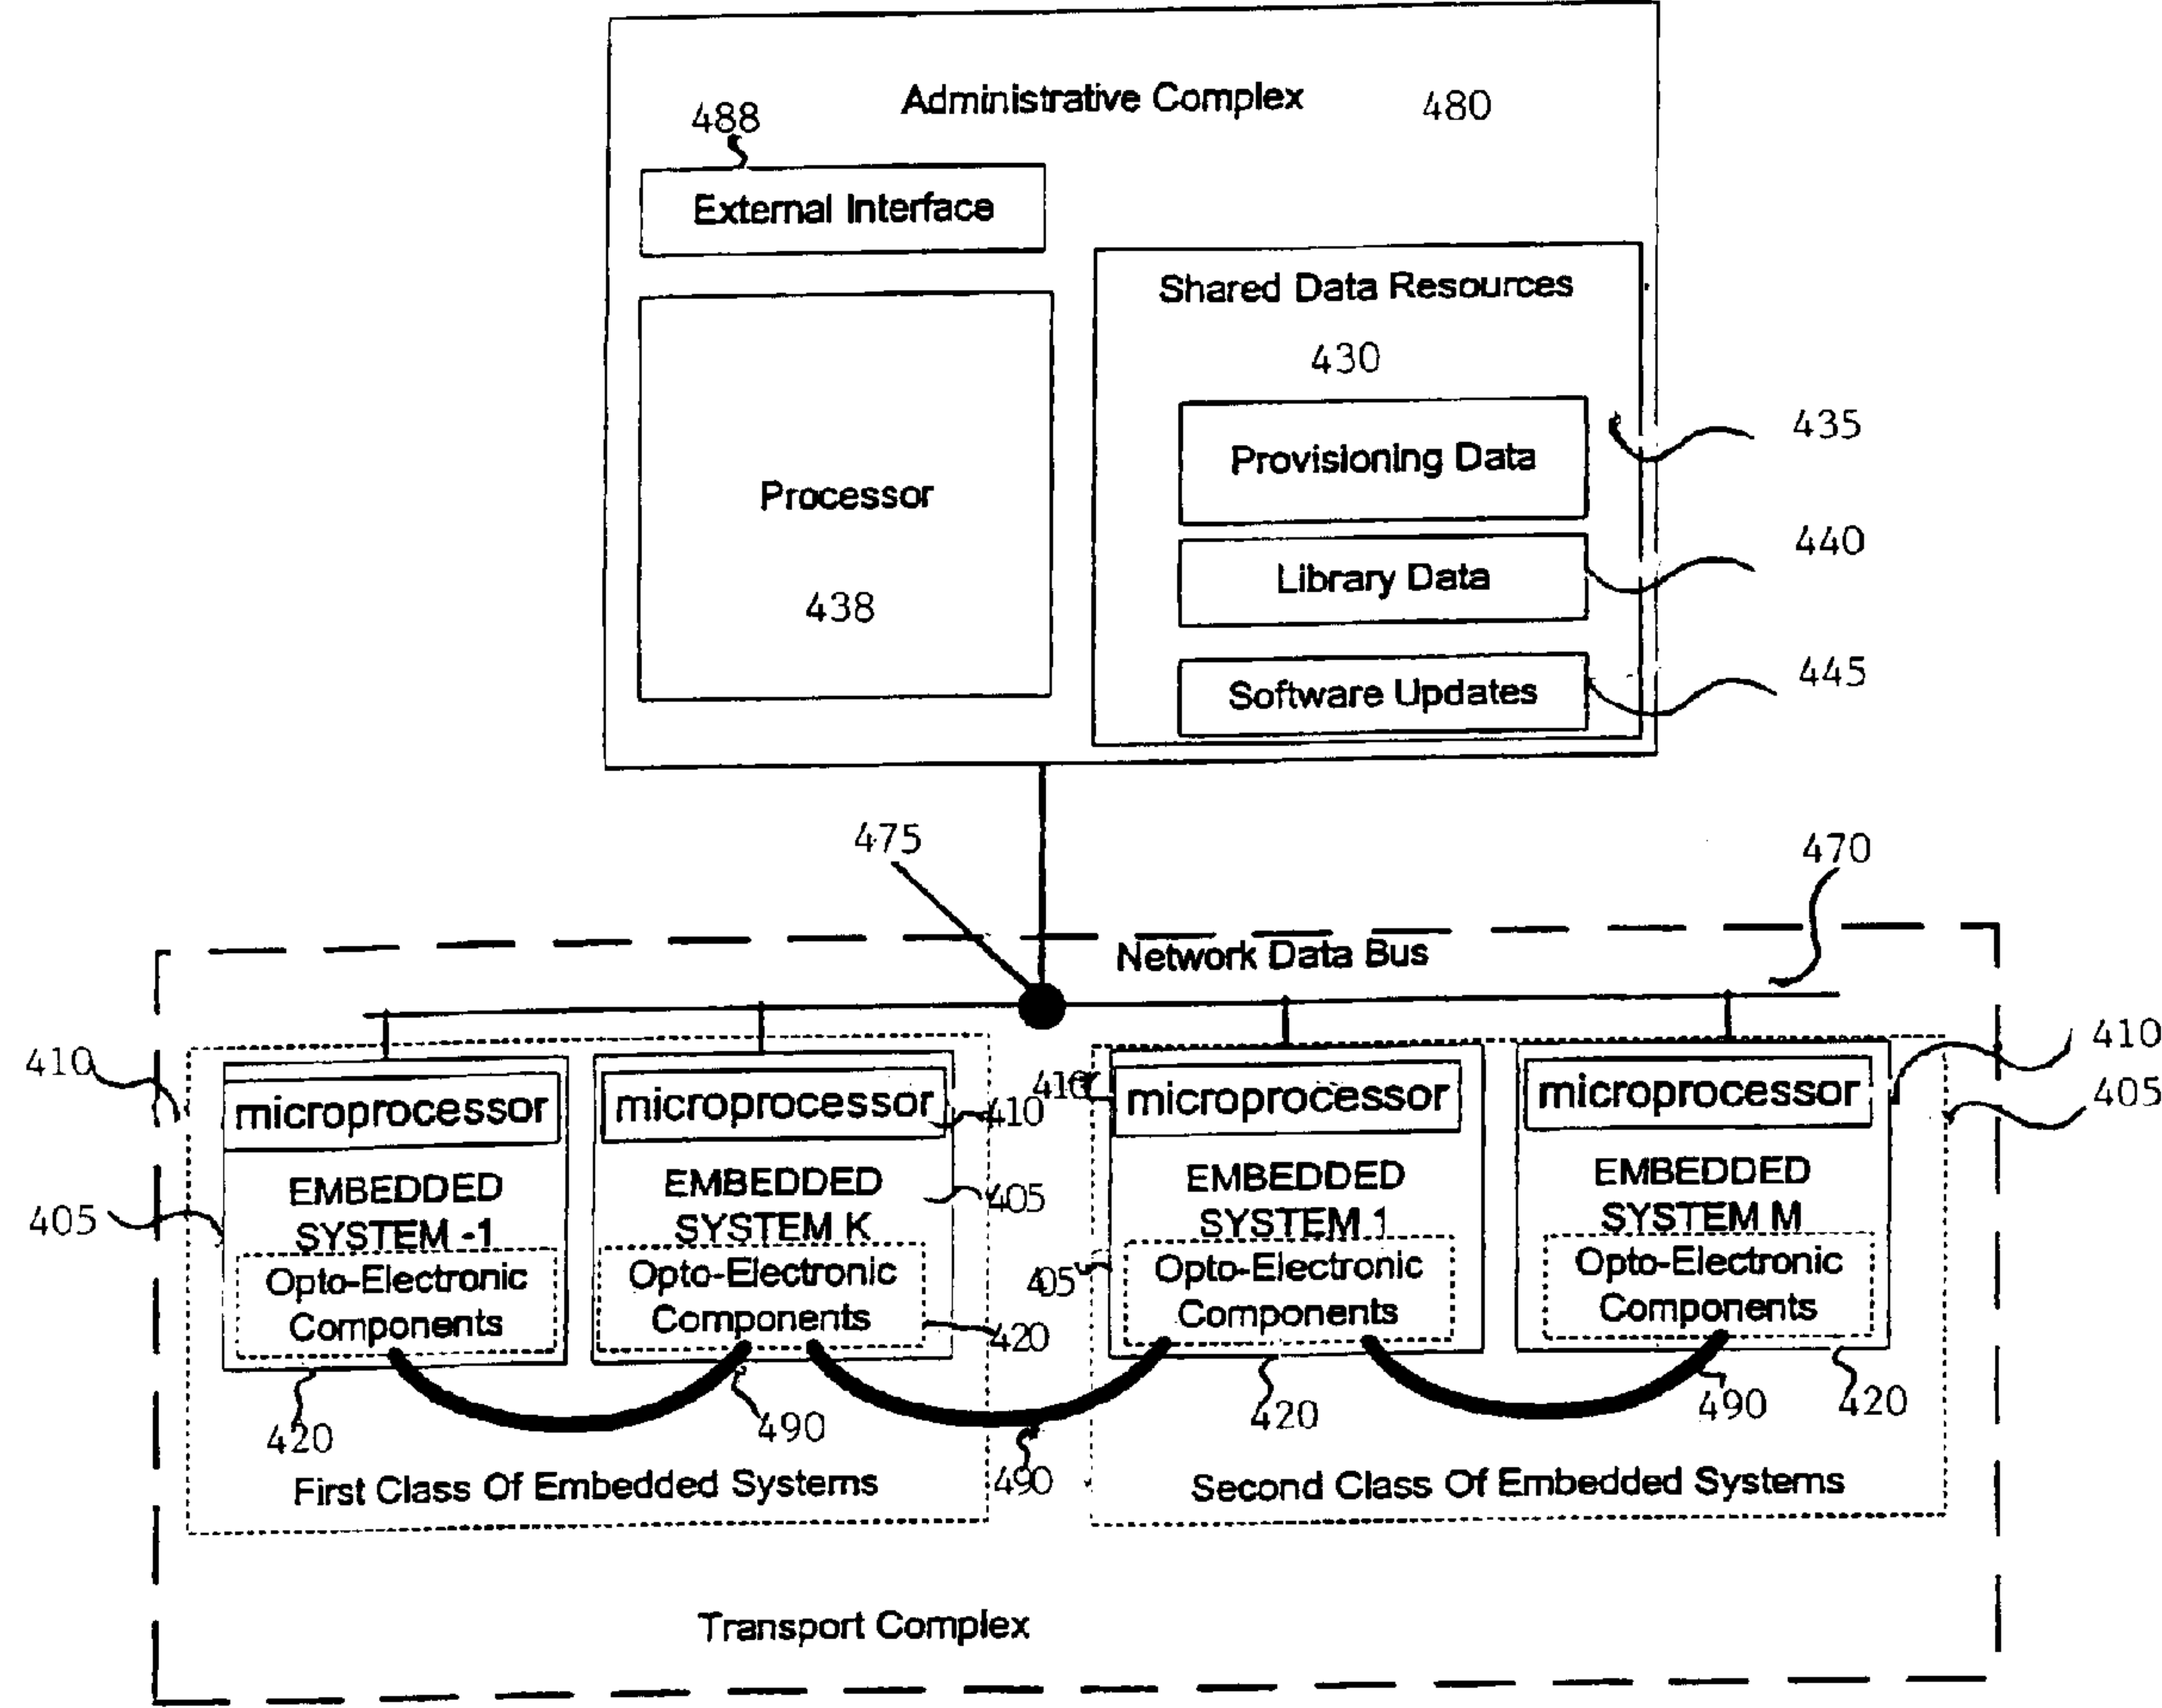 Administrative Complex 480
488
External Interface
Shared Data Resources
430
435
Provisioning Data
Processor
438
440
Library Data
445
Software Updates
475
470
Network Data Bus
410
microprocessor
microprocessor
410
410
microprocessor
microprocessor
410
405
EMBEDDED
SYSTEM -1
405
EMBEDDED
SYSTEM K
405
EMBEDDED
SYSTEM 1
EMBEDDED
SYSTEM M
Opto-Electronic
Components
Opto-Electronic
Components
420
405
Opto-Electronic
Components
Opto-Electronic
Components
420
490
490
420
490
420
First Class Of Embedded Systems
Second Class Of Embedded Systems
Transport Complex